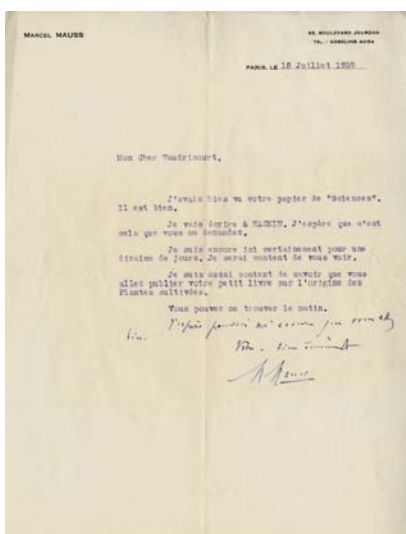 MARCEL MAUSS
BOULEVARD JOURDAN
TEL. : GOBELINS
PARIS, LE 18 Juillet
Mon Cher Haudricourt,
J'avais bien vu votre papier de "Sciences".
Il est bien.
Je vais écrire à HACKIN. J'espère que c'est
cela que vous me demandez.
Je suis encore ici certainement pour une
dizaine de jours. Je serai content de vous voir.
Je suis aussi content de savoir que vous
allez publier votre petit livre sur l'origine des
Plantes cultivées.
Vous pouvez me trouver le matin.
M Mauss